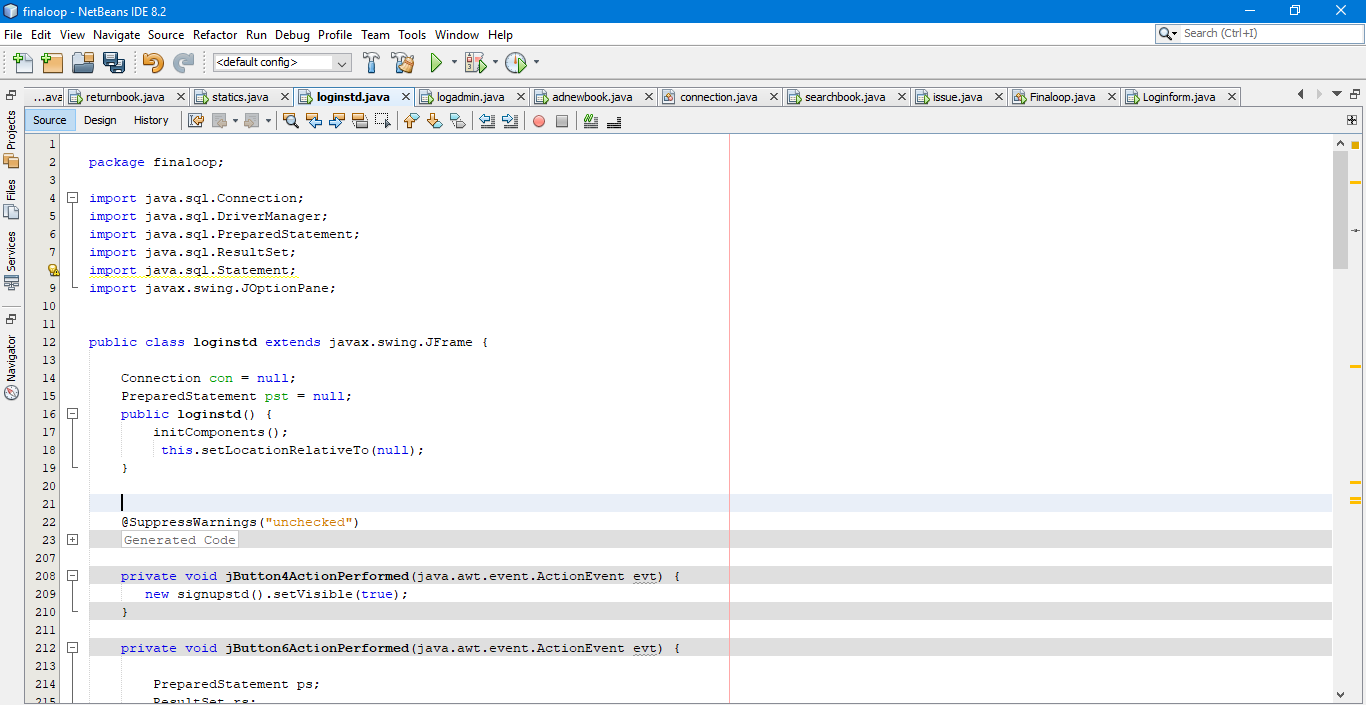 finaloop - NetBeans IDE 8.2
File Edit View Navigate Source Refactor Run Debug Profile Team Tools Window Help
Search (Ctrl+I)
<default config>
...ava returnbook.java statics.java loginstd.java logadmin.java adnewbook.java connection.java searchbook.java issue.java Finaloop.java Loginform.java
Source Design History
Projects
Files
Services
Navigator
1
2 package finaloop;
3
4 import java.sql.Connection;
5 import java.sql.DriverManager;
6 import java.sql.PreparedStatement;
7 import java.sql.ResultSet;
import java.sql.Statement;
9 import javax.swing.JOptionPane;
10
11
12 public class loginstd extends javax.swing.JFrame {
13
14 Connection con = null;
15 PreparedStatement pst = null;
16 public loginstd() {
17 initComponents();
18 this.setLocationRelativeTo(null);
19 }
20
21
22 @SuppressWarnings("unchecked")
23 Generated Code
207
208 private void jButton4ActionPerformed(java.awt.event.ActionEvent evt) {
209 new signupstd().setVisible(true);
210 }
211
212 private void jButton6ActionPerformed(java.awt.event.ActionEvent evt) {
213
214 PreparedStatement ps;
215 ResultSet rs;